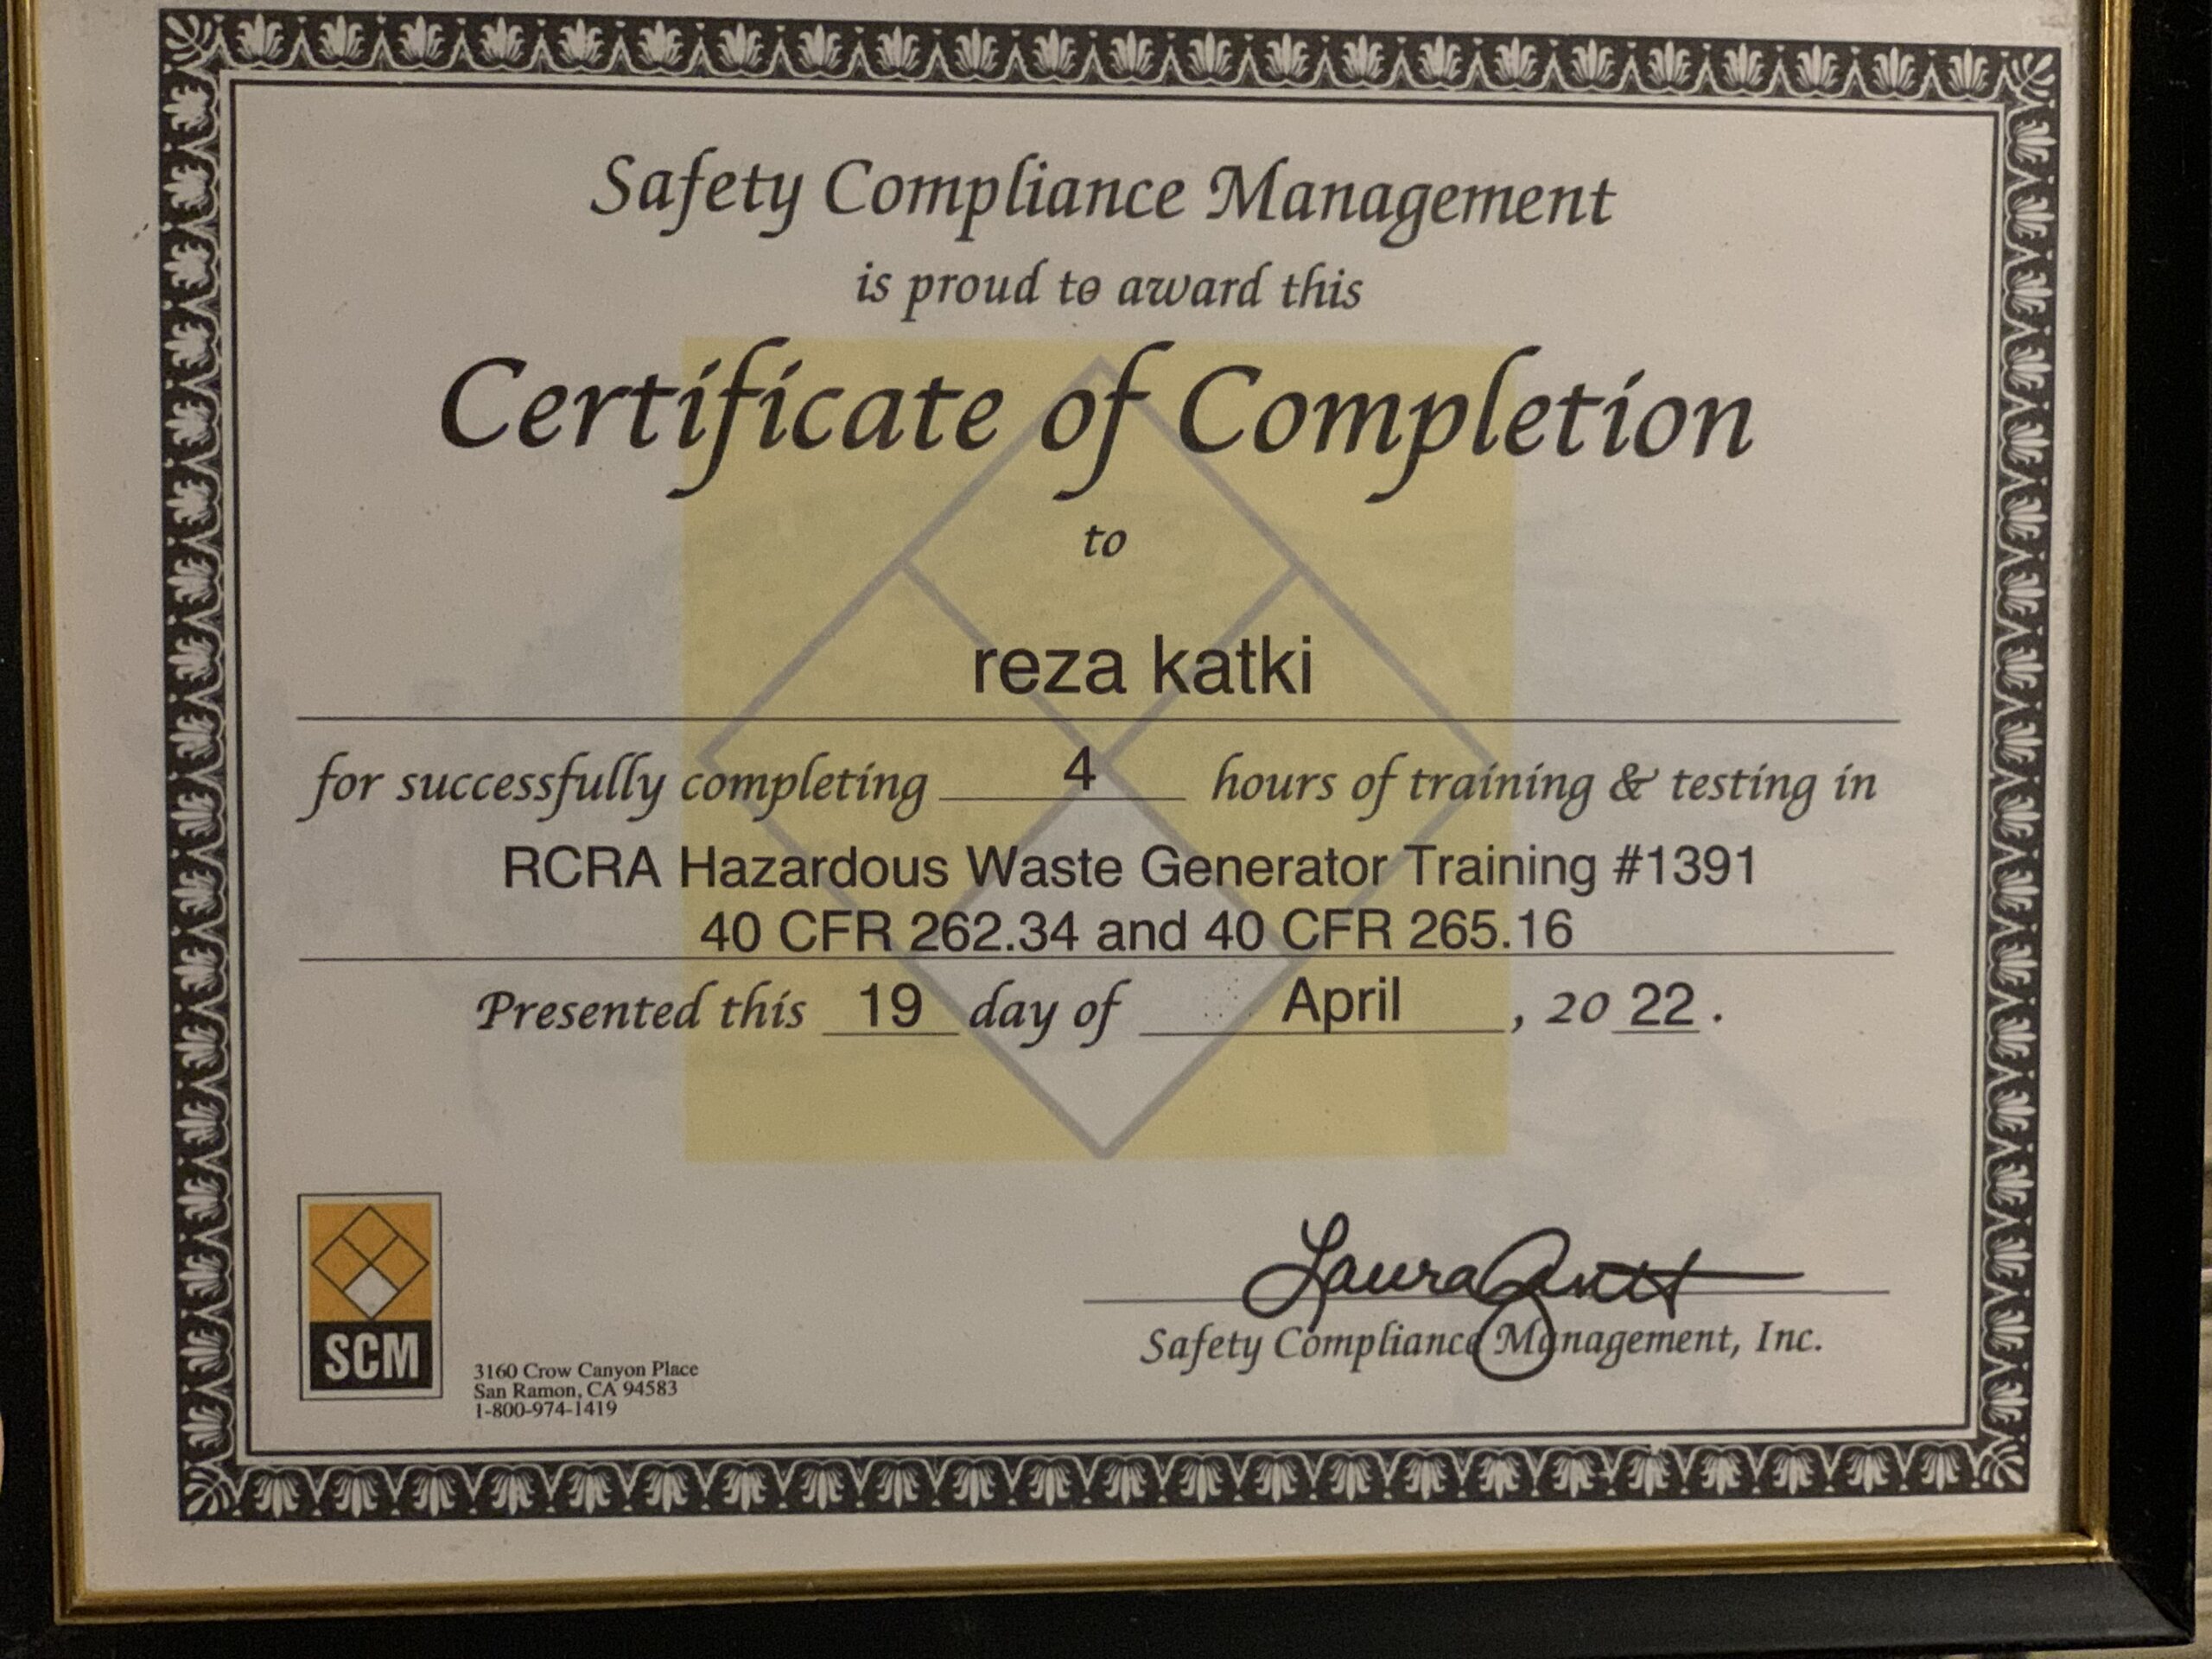 Safety Compliance Management
is proud to award this
Certificate of Completion
to
reza katki
for successfully completing 4 hours of training & testing in
RCRA Hazardous Waste Generator Training #1391
40 CFR 262.34 and 40 CFR 265.16
Presented this 19 day of April, 20 22.
Safety Compliance Management, Inc.
SCM
3160 Crow Canyon Place
San Ramon, CA 94583
1-800-974-1419